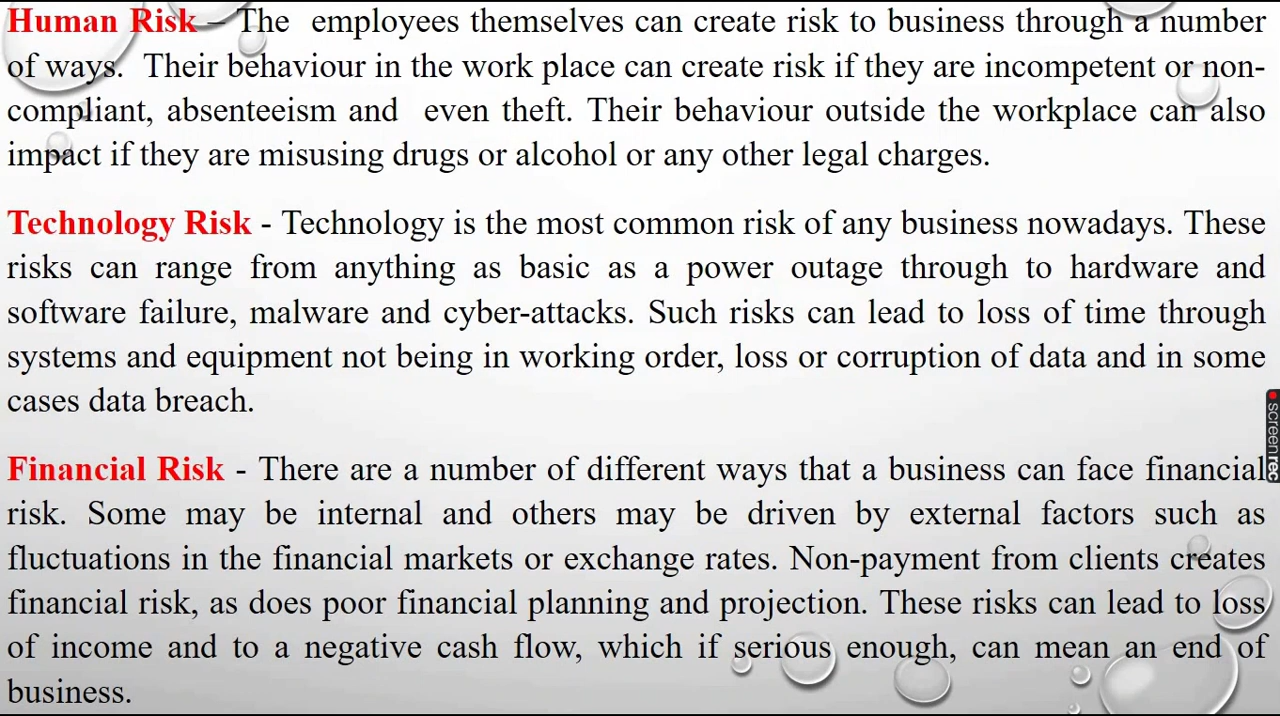 Human Risk – The employees themselves can create risk to business through a number
of ways. Their behaviour in the work place can create risk if they are incompetent or non-
compliant, absenteeism and even theft. Their behaviour outside the workplace can also
impact if they are misusing drugs or alcohol or any other legal charges.
Technology Risk - Technology is the most common risk of any business nowadays. These
risks can range from anything as basic as a power outage through to hardware and
software failure, malware and cyber-attacks. Such risks can lead to loss of time through
systems and equipment not being in working order, loss or corruption of data and in some
cases data breach.
Financial Risk - There are a number of different ways that a business can face financial
risk. Some may be internal and others may be driven by external factors such as
fluctuations in the financial markets or exchange rates. Non-payment from clients creates
financial risk, as does poor financial planning and projection. These risks can lead to loss
of income and to a negative cash flow, which if serious enough, can mean an end of
business.
screenrec